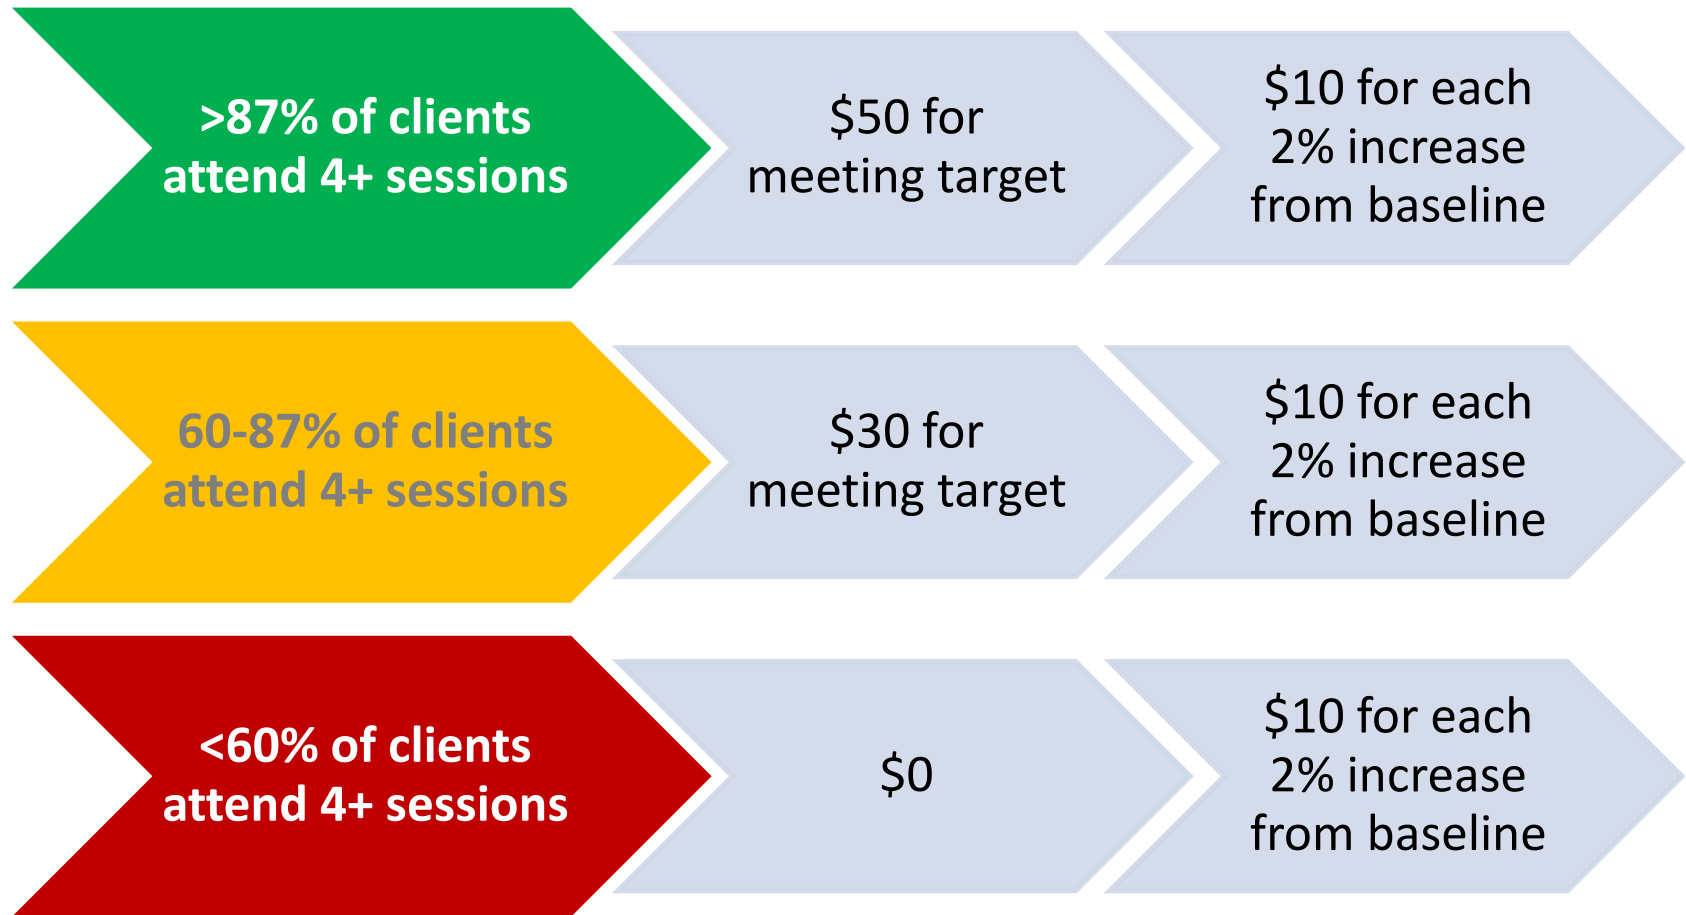 >87% of clients
attend 4+ sessions
$50 for
meeting target
$10 for each
2% increase
from baseline
60-87% of clients
attend 4+ sessions
$30 for
meeting target
$10 for each
2% increase
from baseline
<60% of clients
attend 4+ sessions
$0
$10 for each
2% increase
from baseline